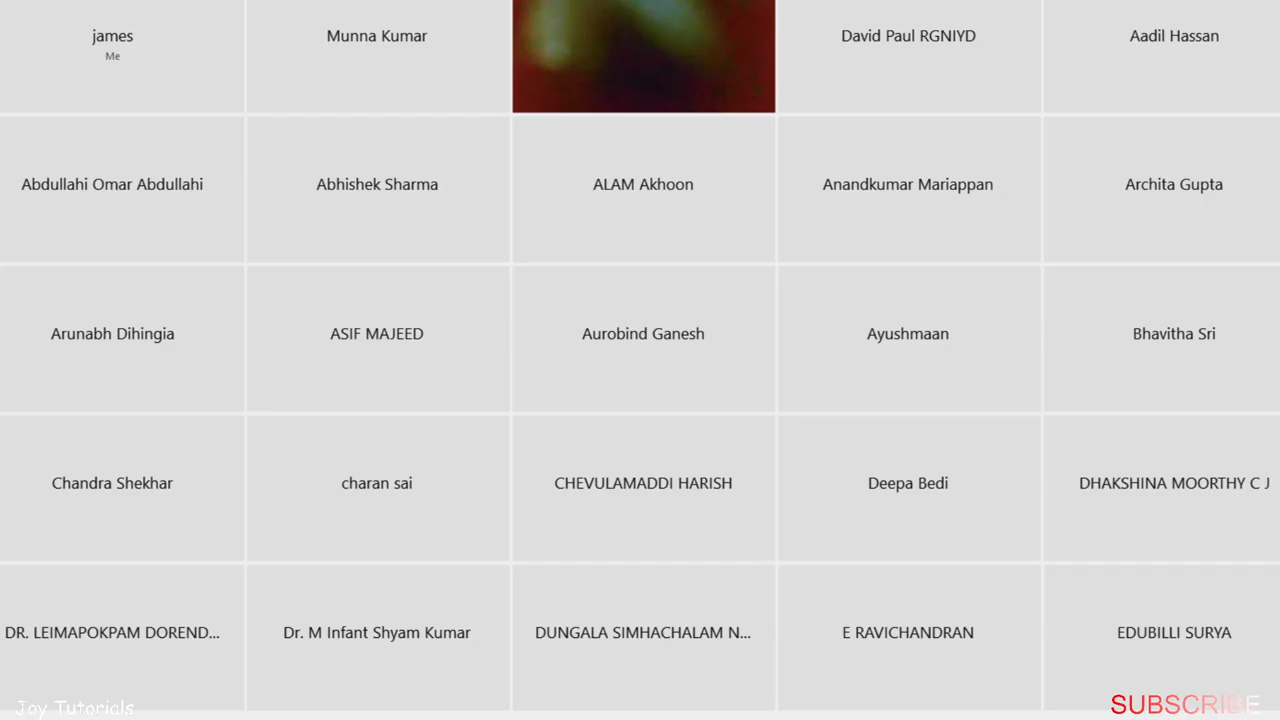 james
Me
Munna Kumar
David Paul RGNIYD
Aadil Hassan
Abdullahi Omar Abdullahi
Abhishek Sharma
ALAM Akhoon
Anandkumar Mariappan
Archita Gupta
Arunabh Dihingia
ASIF MAJEED
Aurobind Ganesh
Ayushmaan
Bhavitha Sri
Chandra Shekhar
charan sai
CHEVULAMADDI HARISH
Deepa Bedi
DHAKSHINA MOORTHY C J
DR. LEIMAPOKPAM DOREND...
Dr. M Infant Shyam Kumar
DUNGALA SIMHACHALAM N...
E RAVICHANDRAN
EDUBILLI SURYA
Joy Tutorials
SUBSCRIBE